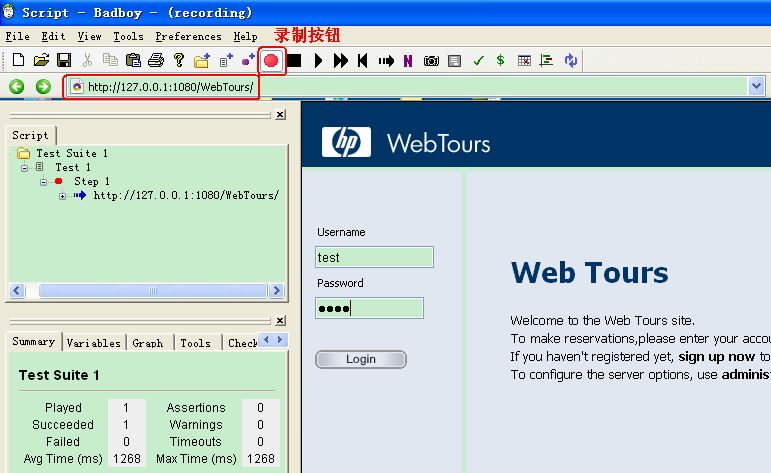 Script - Badboy - (recording)
File Edit View Tools Preferences Help 录制按钮
N $
http://127.0.0.1:1080/WebTours/
Script
Test Suite 1
Test 1
Step 1
http://127.0.0.1:1080/WebTours/
hp WebTours
Username
test
Password
Login
Web Tours
Welcome to the Web Tours site.
To make reservations,please enter your accou
If you haven't registered yet, sign up now to
To configure the server options, use administ
Summary Variables Graph Tools Check
Test Suite 1
Played 1 Assertions 0
Succeeded 1 Warnings 0
Failed 0 Timeouts 0
Avg Time (ms) 1268 Max Time (ms) 1268